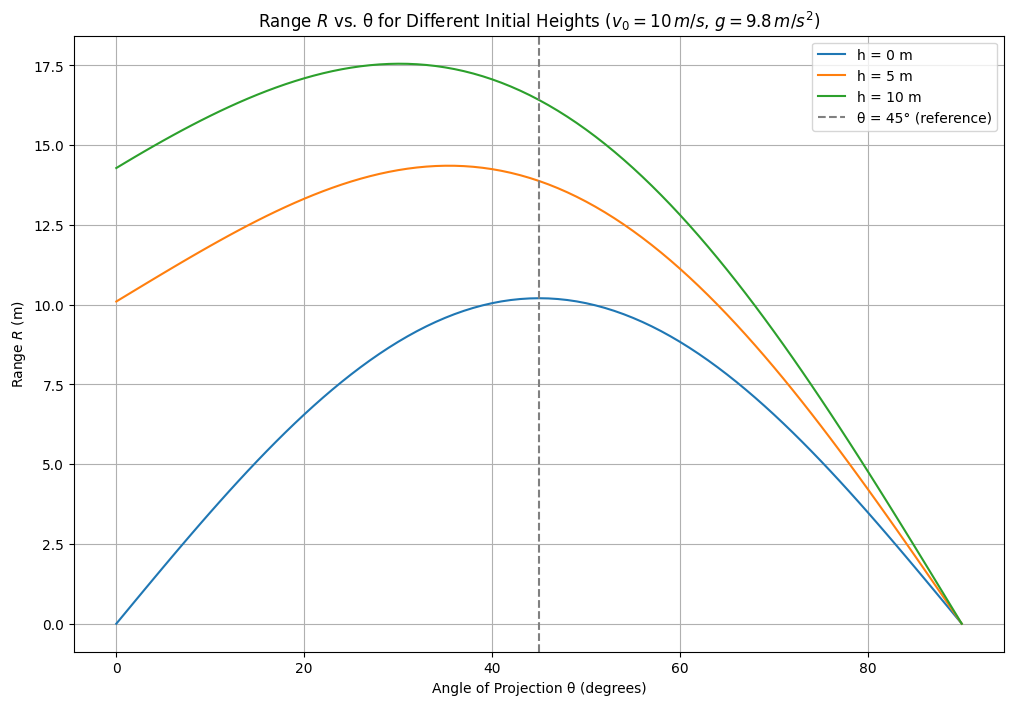 Range R vs. θ for Different Initial Heights (v₀ = 10 m/s, g = 9.8 m/s²)
h = 0 m
h = 5 m
h = 10 m
θ = 45° (reference)
17.5
15.0
12.5
10.0
7.5
5.0
2.5
0.0
Range R (m)
0 20 40 60 80
Angle of Projection θ (degrees)